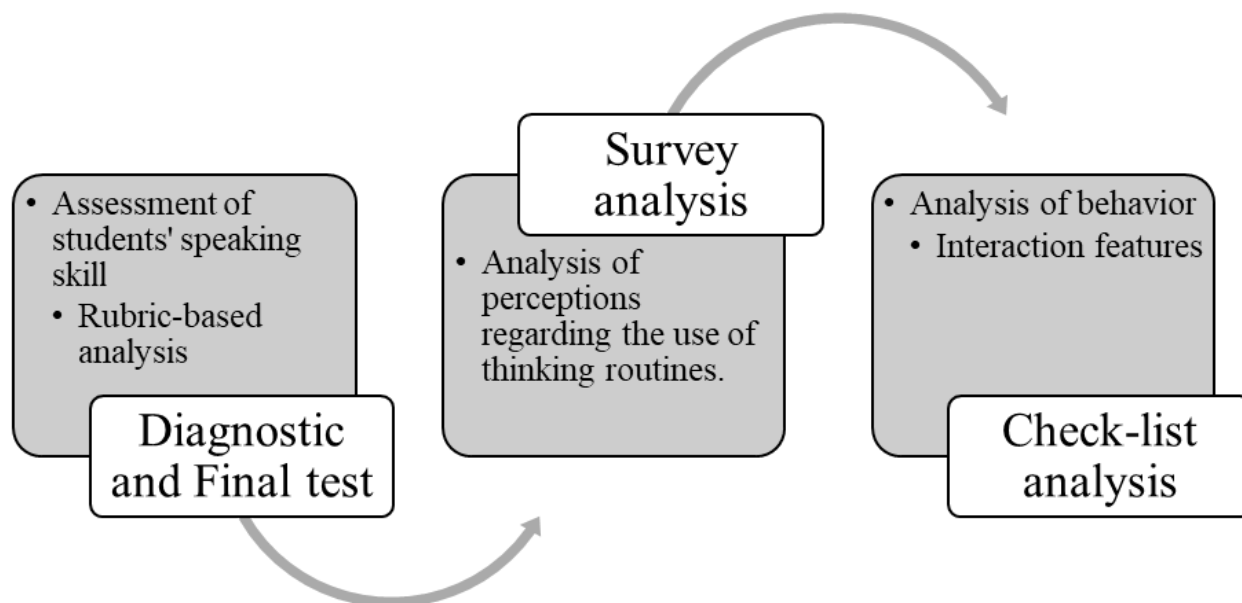 • Assessment of
students' speaking
skill
• Rubric-based
analysis
Diagnostic
and Final test
Survey
analysis
• Analysis of
perceptions
regarding the use of
thinking routines.
• Analysis of behavior
• Interaction features
Check-list
analysis